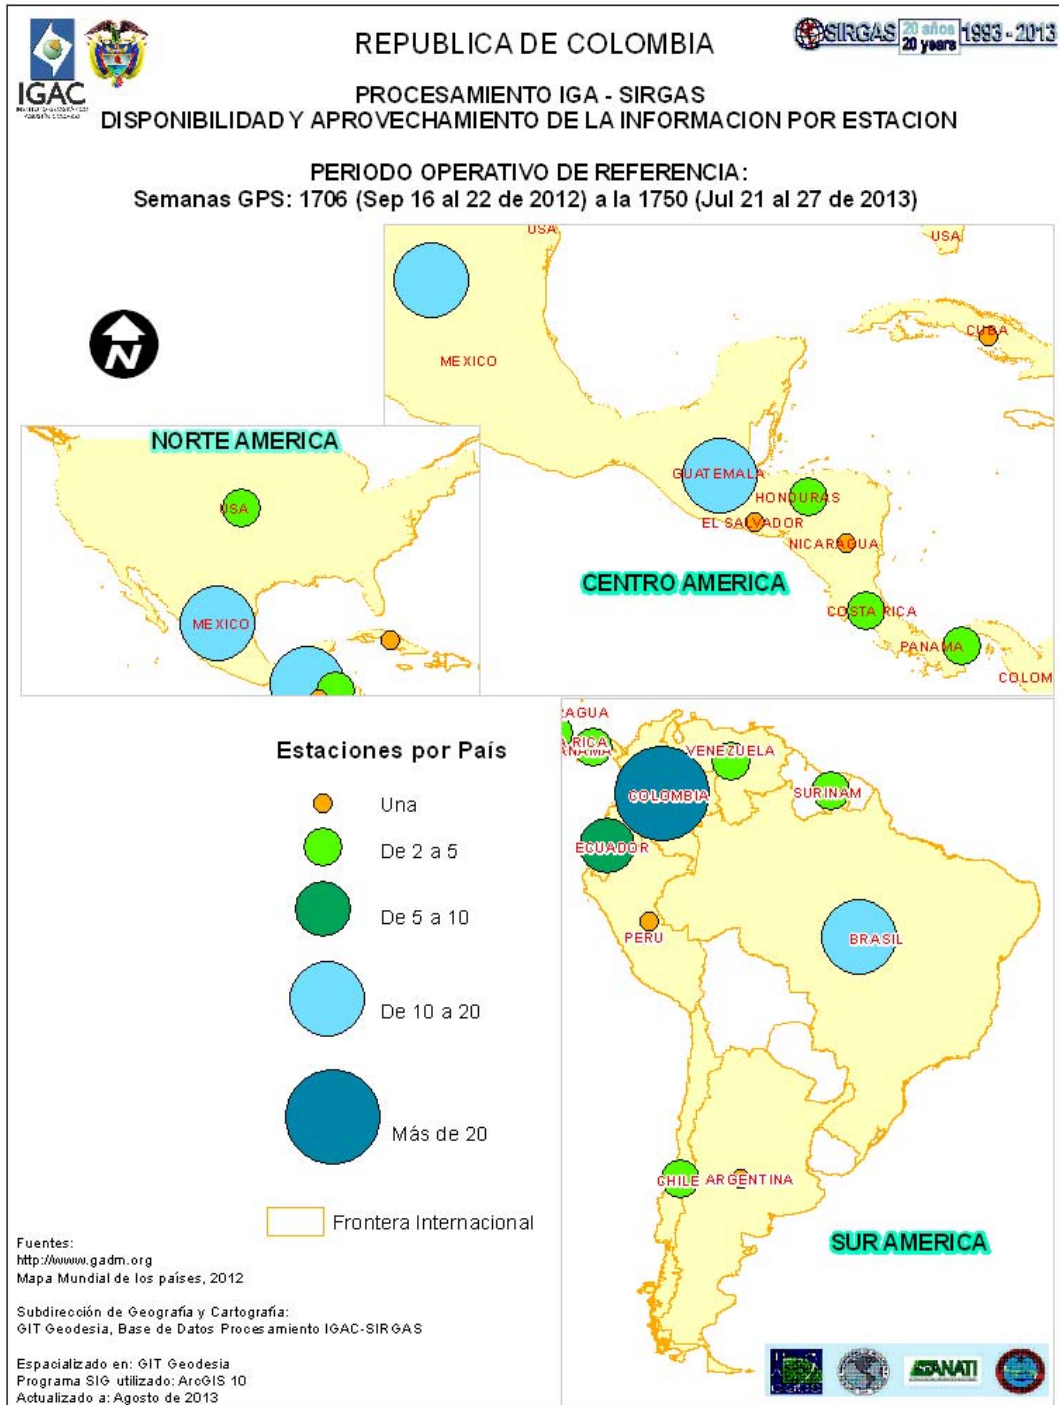 REPUBLICA DE COLOMBIA
SIRGAS 20 años 20 years 1993 - 2013
IGAC
PROCESAMIENTO IGA - SIRGAS
DISPONIBILIDAD Y APROVECHAMIENTO DE LA INFORMACION POR ESTACION
PERIODO OPERATIVO DE REFERENCIA:
Semanas GPS: 1706 (Sep 16 al 22 de 2012) a la 1750 (Jul 21 al 27 de 2013)
USA
USA
CUBA
MEXICO
GUATEMALA
HONDURAS
EL SALVADOR
NICARAGUA
CENTRO AMERICA
COSTA RICA
PANAMA
COLOM
N
NORTE AMERICA
USA
MEXICO
RAGUA
A RICA
ANAMA
VENEZUELA
COLOMBIA
SURINAM
ECUADOR
PERU
BRASIL
CHILE
ARGENTINA
SUR AMERICA
Estaciones por País
Una
De 2 a 5
De 5 a 10
De 10 a 20
Más de 20
Frontera Internacional
Fuentes:
http://www.gadm.org
Mapa Mundial de los países, 2012
Subdirección de Geografía y Cartografía:
GIT Geodesia, Base de Datos Procesamiento IGAC-SIRGAS
Espacializado en: GIT Geodesia
Programa SIG utilizado: ArcGIS 10
Actualizado a: Agosto de 2013
ANATI